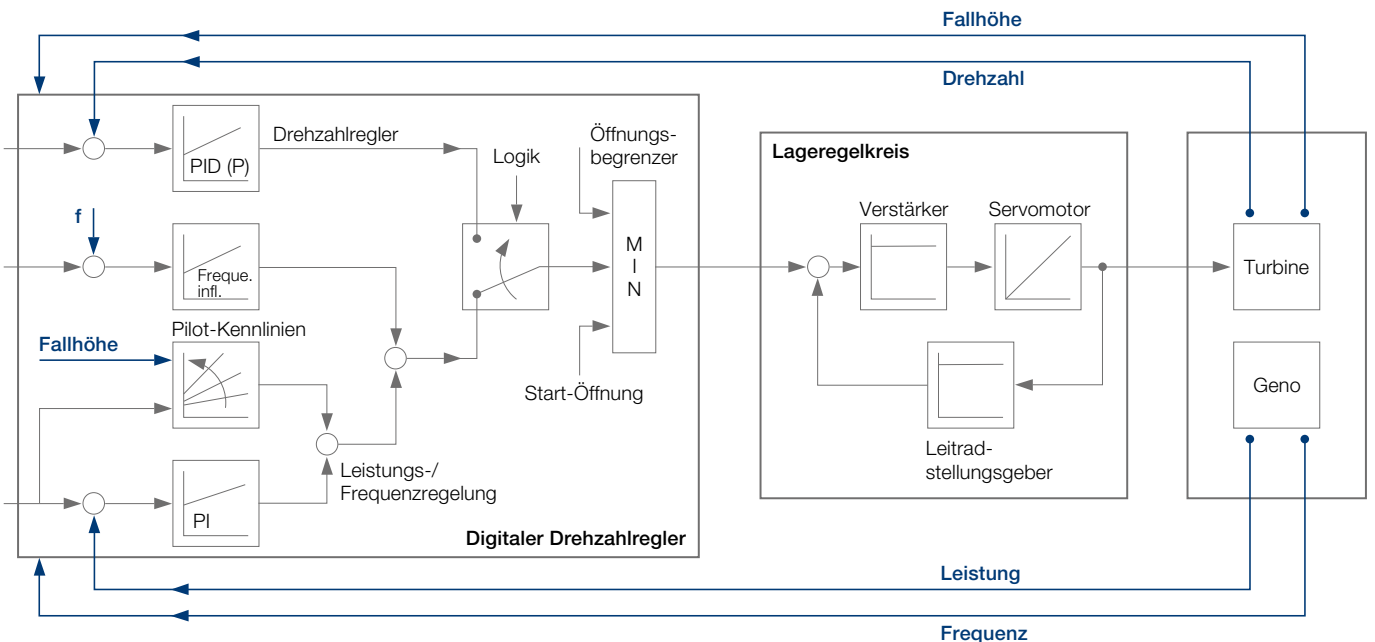 Fallhöhe
Drehzahl
Drehzahlregler
PID (P)
Logik
Öffnungs-
begrenzer
Lageregelkreis
f
Verstärker
Servomotor
Freque.
infl.
M
I
N
Turbine
Pilot-Kennlinien
Fallhöhe
Start-Öffnung
Geno
Leitrad-
stellungsgeber
Leistungs-/
Frequenzregelung
PI
Digitaler Drehzahlregler
Leistung
Frequenz